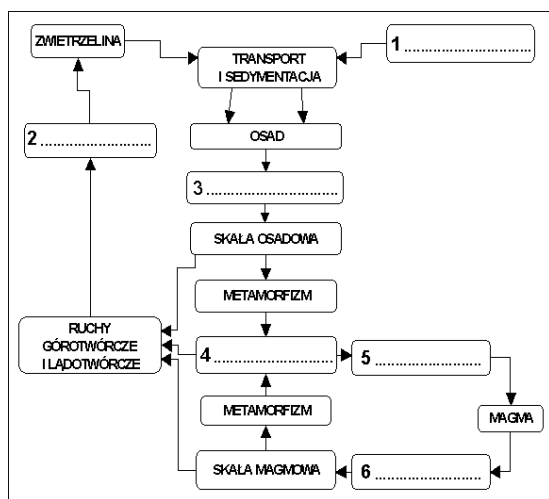 ZWIETRZELINA
TRANSPORT
I SEDYMENTACJA
1 ..............................
2 ..........................
OSAD
3 ................................
SKAŁA OSADOWA
METAMORFIZM
RUCHY
GÓROTWÓRCZE
I LĄDOTWÓRCZE
4 ..............................
5 ..........................
METAMORFIZM
MAGMA
SKAŁA MAGMOWA
6 ..........................